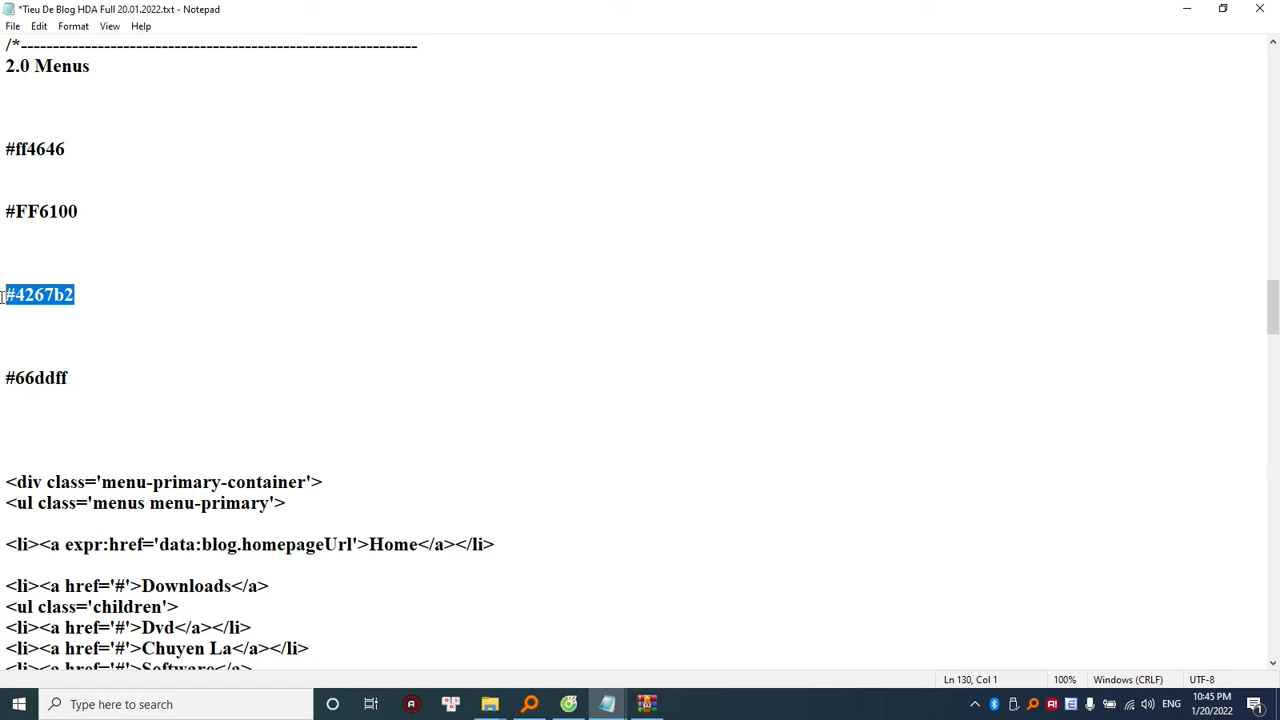 *Tieu De Blog HDA Full 20.01.2022.txt - Notepad
File Edit Format View Help
/*--------------------------------------------------------------
2.0 Menus
#ff4646
#FF6100
#4267b2
#66ddff
<div class='menu-primary-container'>
<ul class='menus menu-primary'>
<li><a expr:href='data:blog.homepageUrl'>Home</a></li>
<li><a href='#'>Downloads</a>
<ul class='children'>
<li><a href='#'>Dvd</a></li>
<li><a href='#'>Chuyen La</a></li>
<li><a href='#'>Software</a>
Ln 130, Col 1 100% Windows (CRLF) UTF-8
Type here to search
ENG
10:45 PM
1/20/2022